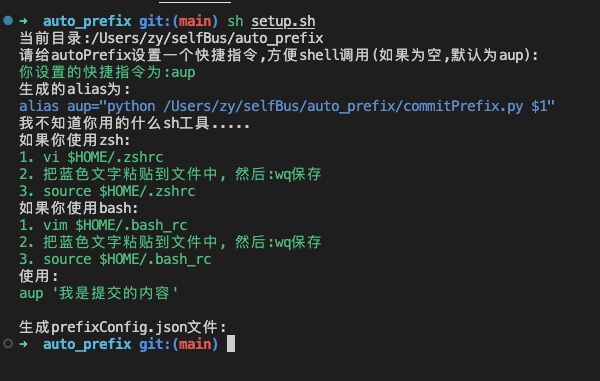 ➜  auto_prefix git:(main) sh setup.sh
当前目录:/Users/zy/selfBus/auto_prefix
请给autoPrefix设置一个快捷指令,方便shell调用(如果为空,默认为aup):
你设置的快捷指令为:aup
生成的alias为:
alias aup="python /Users/zy/selfBus/auto_prefix/commitPrefix.py $1"
我不知道你用的什么sh工具.....
如果你使用zsh:
1. vi $HOME/.zshrc
2. 把蓝色文字粘贴到文件中, 然后:wq保存
3. source $HOME/.zshrc
如果你使用bash:
1. vim $HOME/.bash_rc
2. 把蓝色文字粘贴到文件中, 然后:wq保存
3. source $HOME/.bash_rc
使用:
aup '我是提交的内容'
生成prefixConfig.json文件:
➜  auto_prefix git:(main)